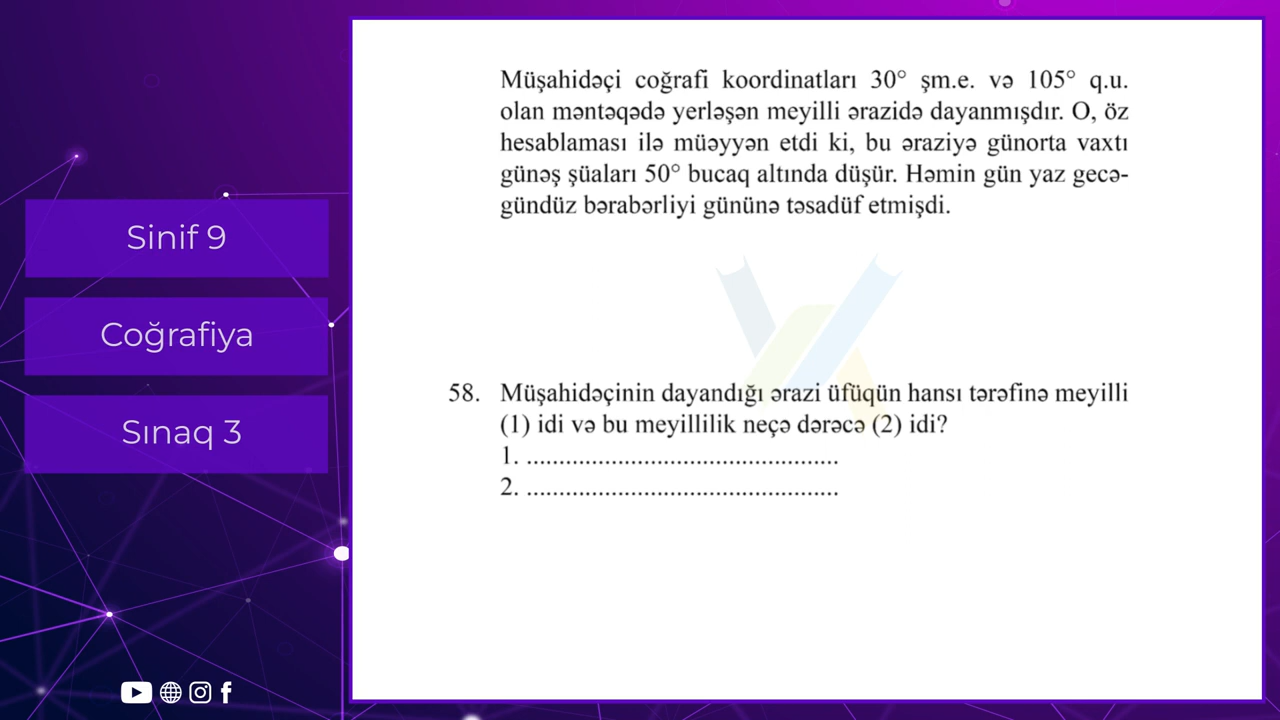 Sinif 9
Coğrafiya
Sınaq 3
Müşahidəçi coğrafi koordinatları 30° şm.e. və 105° q.u.
olan məntəqədə yerləşən meyilli ərazidə dayanmışdır. O, öz
hesablaması ilə müəyyən etdi ki, bu əraziyə günorta vaxtı
günəş şüaları 50° bucaq altında düşür. Həmin gün yaz gecə-
gündüz bərabərliyi gününə təsadüf etmişdi.
58. Müşahidəçinin dayandığı ərazi üfüqün hansı tərəfinə meyilli
(1) idi və bu meyillilik neçə dərəcə (2) idi?
1. ................................................
2. ................................................